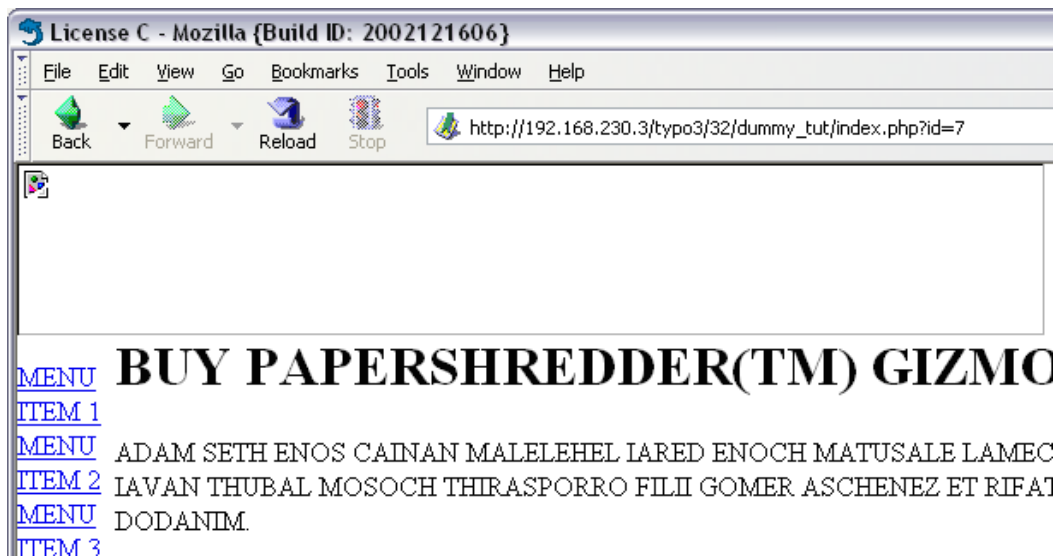 License C - Mozilla {Build ID: 2002121606}
File Edit View Go Bookmarks Tools Window Help
Back Forward Reload Stop http://192.168.230.3/typo3/32/dummy_tut/index.php?id=7
BUY PAPERSHREDDER(TM) GIZMO
MENU
ITEM 1
MENU
ITEM 2
MENU
ITEM 3
ADAM SETH ENOS CAINAN MALELEHEL IARED ENOCH MATUSALE LAMEC
IAVAN THUBAL MOSOCH THIRASPORRO FILII GOMER ASCHENEZ ET RIFAT
DODANIM.